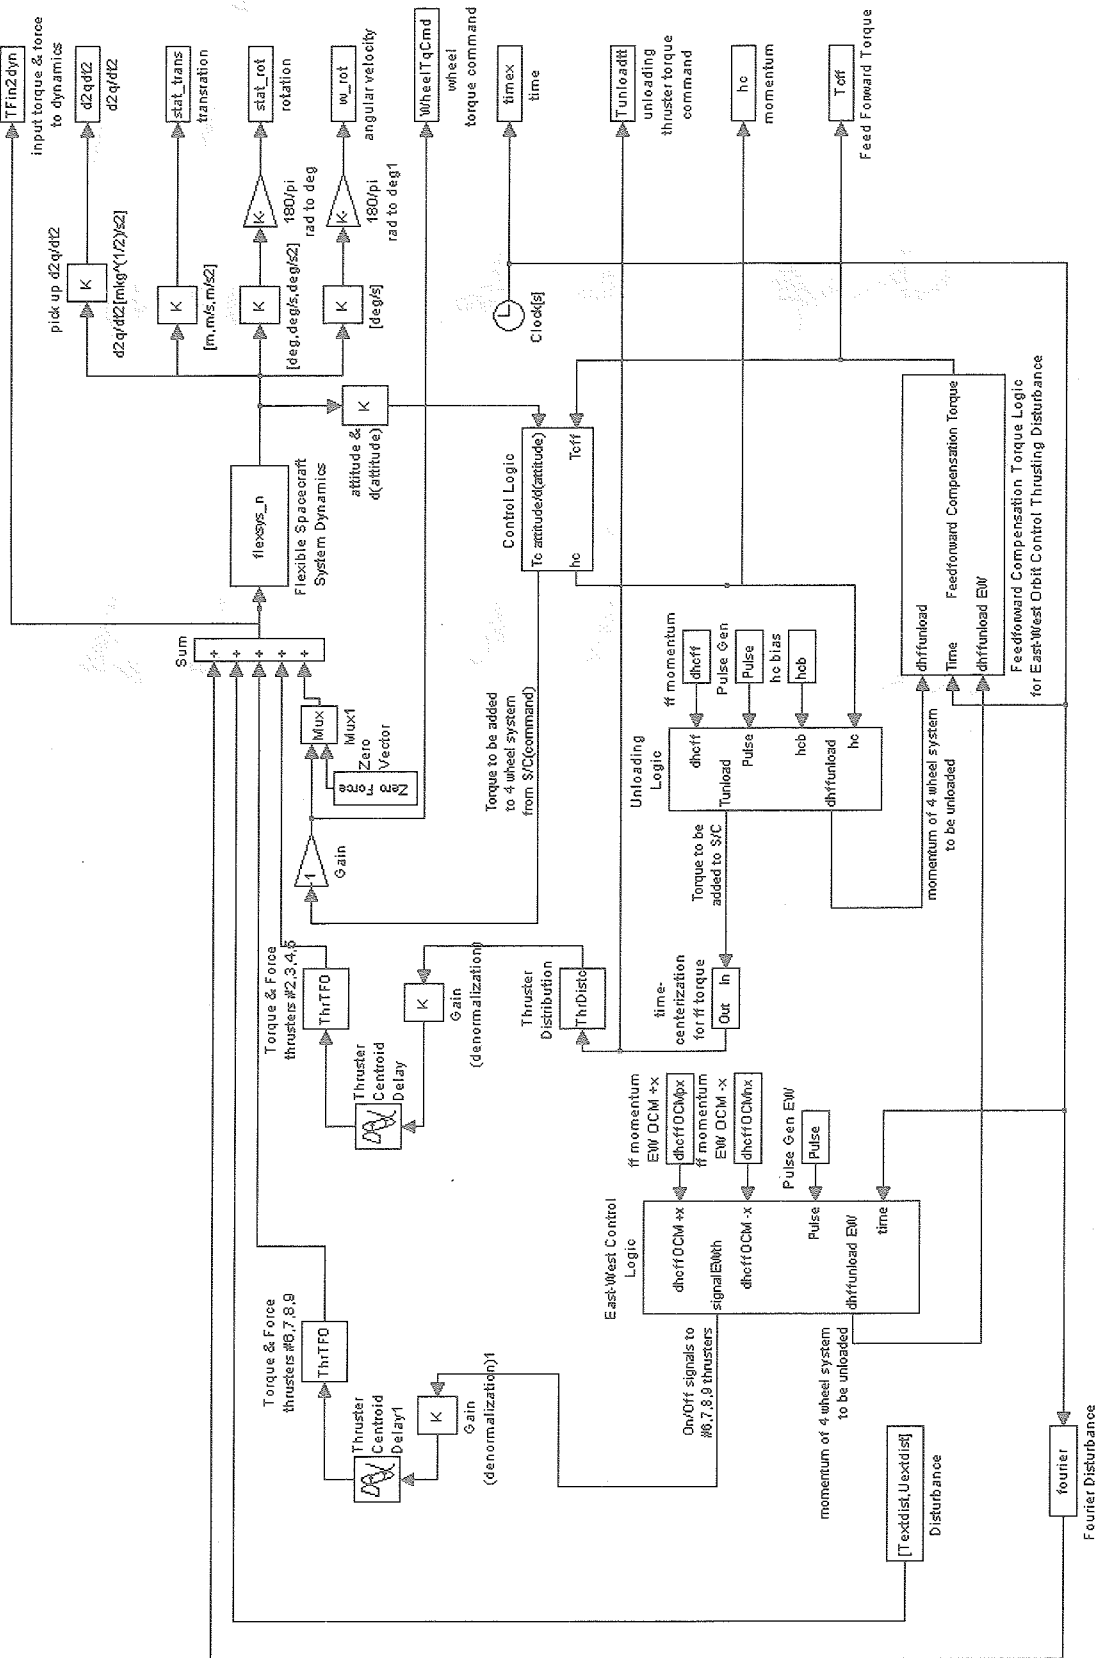 TFin2dyn
input torque & force
to dynamics
pick up d2q/dt2
K
d2q/dt2[mkg^(1/2)/s2]
d2qdt2
d2q/dt2
K
[m,m/s,m/s2]
stat_trans
transration
K
[deg,deg/s,deg/s2]
K-
180/pi
rad to deg
stat_rot
rotation
K
[deg/s]
K-
180/pi
rad to deg1
w_rot
angular velocity
WheelTqCmd
wheel
torque command
Clock[s]
timex
time
Tunloadtt
unloading
thruster torque
command
hc
momentum
Tcff
Feed Forward Torque
Sum
+
+
+
+
+
flexsys_n
Flexible Spacecraft
System Dynamics
K
attitude &
d(attitude)
Mux
Mux1
Zero Force
Zero
Vector
-1
Gain
Control Logic
Tc
attitude/d(attitude)
hc
Tcff
Torque to be added
to 4 wheel system
from S/C(command)
Torque & Force
thrusters #2,3,4,5
ThrTF0
Thruster
Centroid
Delay
K
Gain
(denormalization)
Thruster
Distribution
ThrDistc
time-
centerization
for ff torque
Out
In
Torque to be
added to S/C
Unloading
Logic
Tunload
dhcff
Pulse
hcb
dhffunload
hc
ff momentum
dhcff
Pulse Gen
Pulse
hc bias
hcb
momentum of 4 wheel system
to be unloaded
dhffunload
Time
Feedforward Compensation Torque
dhffunload EW
Feedforward Compensation Torque Logic
for East-West Orbit Control Thrusting Disturbance
Torque & Force
thrusters #6,7,8,9
ThrTF0
Thruster
Centroid
Delay1
K
Gain
(denormalization)1
On/Off signals to
#6,7,8,9 thrusters
East-West Control
Logic
dhcffOCM +x
signalEWth
dhcffOCM -x
Pulse
dhffunload EW
time
ff momentum
EW OCM +x
dhcffOCMpx
ff momentum
EW OCM -x
dhcffOCMnx
Pulse Gen EW
Pulse
momentum of 4 wheel system
to be unloaded
[Textdist,Uextdist]
Disturbance
fourier
Fourier Disturbance